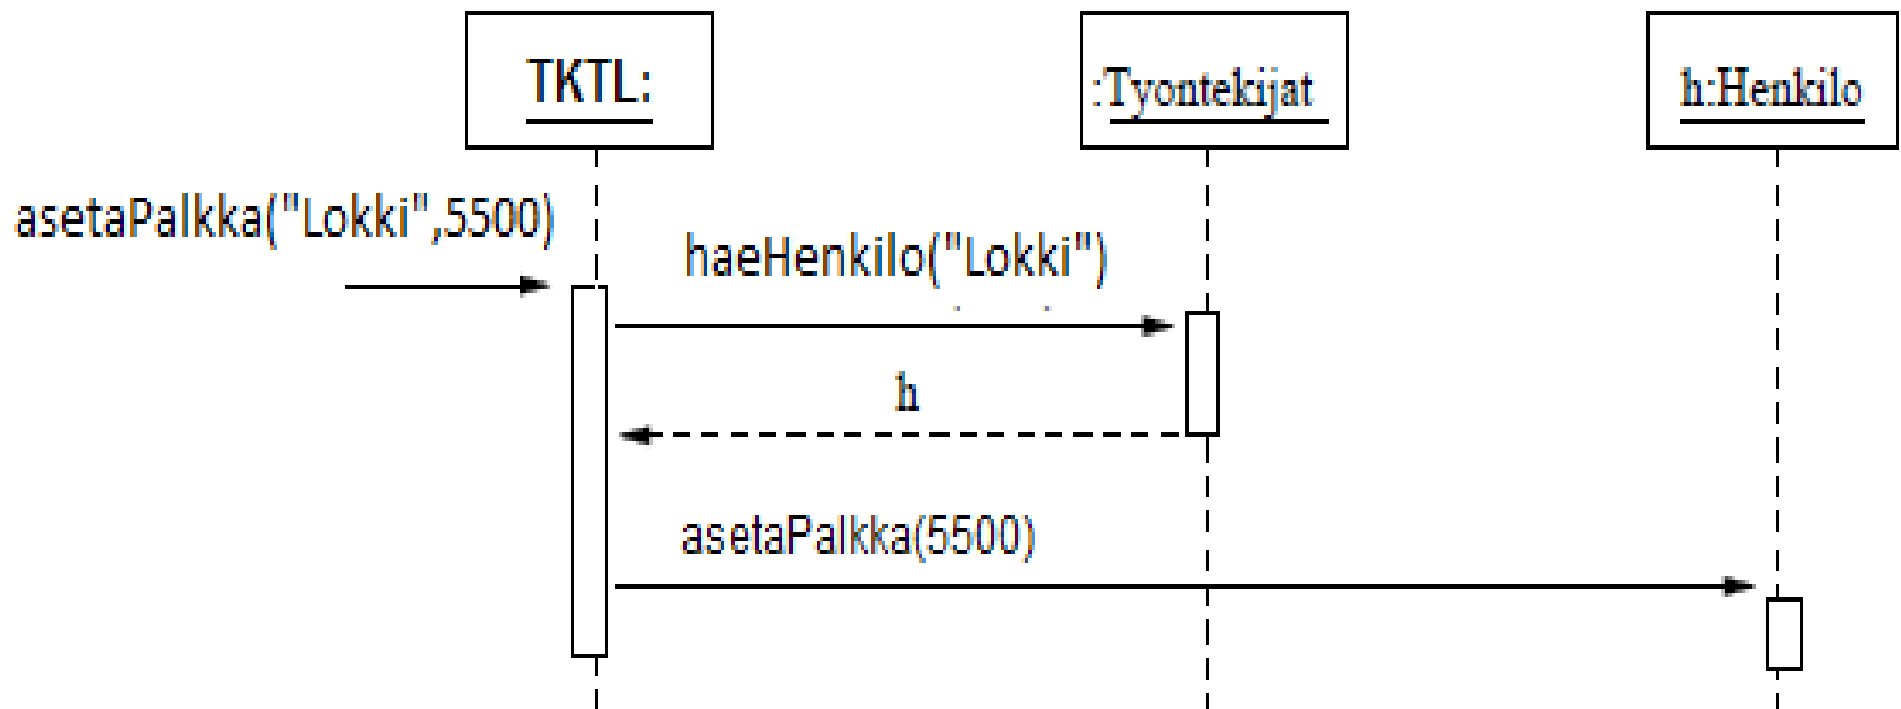 TKTL:
:Tyontekijat
h:Henkilo
asetaPalkka("Lokki",5500)
haeHenkilo("Lokki")
h
asetaPalkka(5500)